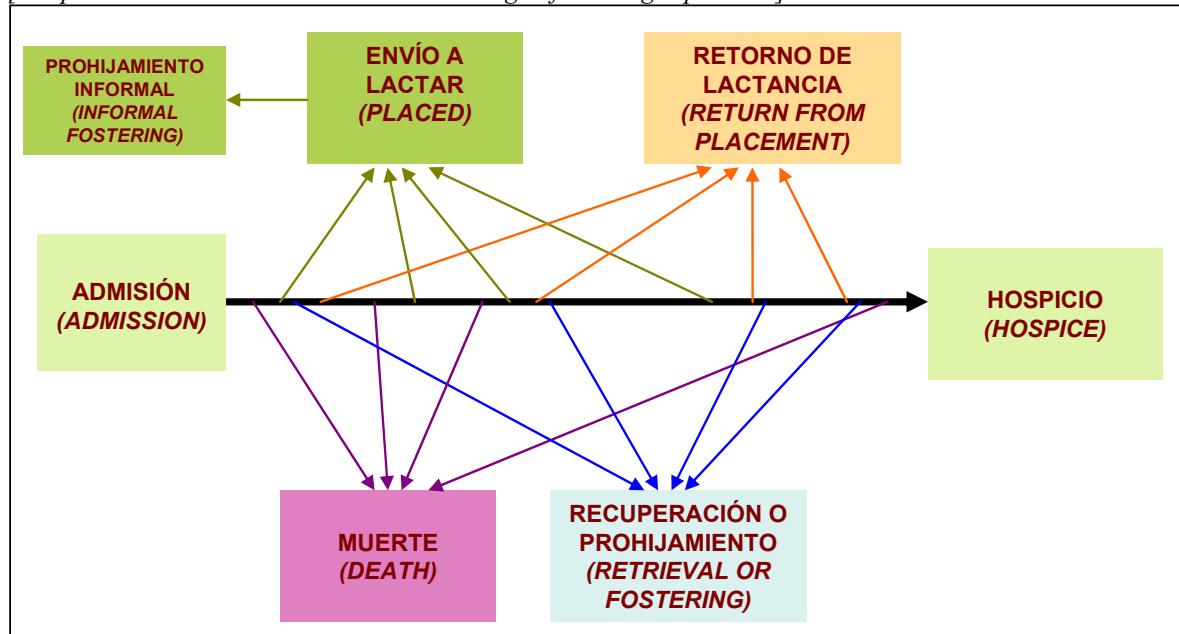 PROHIJAMIENTO
INFORMAL
(INFORMAL
FOSTERING)
ENVÍO A
LACTAR
(PLACED)
RETORNO DE
LACTANCIA
(RETURN FROM
PLACEMENT)
ADMISIÓN
(ADMISSION)
HOSPICIO
(HOSPICE)
MUERTE
(DEATH)
RECUPERACIÓN O
PROHIJAMIENTO
(RETRIEVAL OR
FOSTERING)